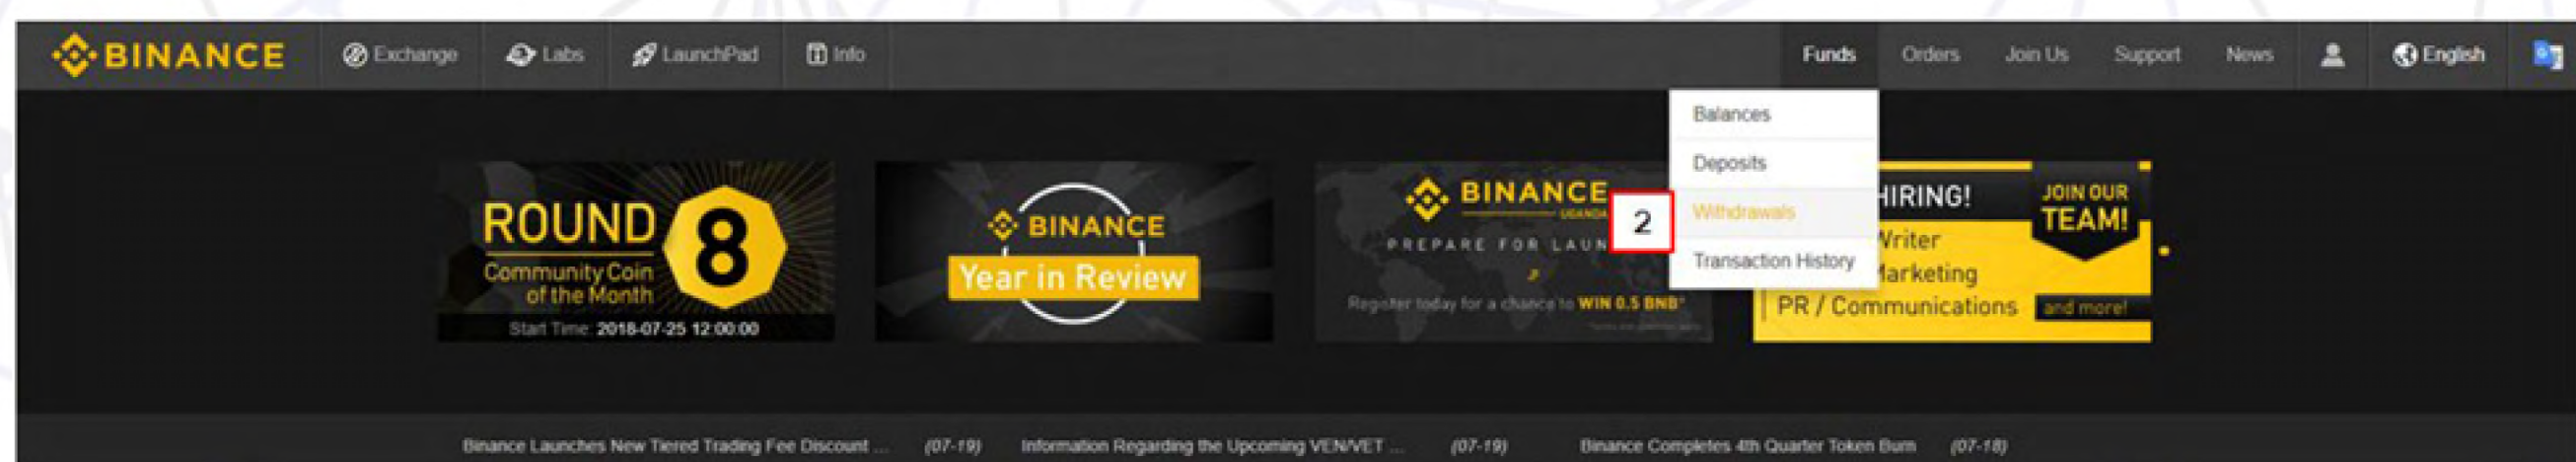 BINANCE Exchange Labs LaunchPad Info Funds Orders Join Us Support News English
Balances
Deposits
2 Withdrawals
Transaction History
ROUND 8
Community Coin
of the Month
Start Time: 2018-07-25 12:00:00
BINANCE
Year in Review
BINANCE
UGANDA
PREPARE FOR LAUN
Register today for a chance to WIN 0.5 BNB*
HIRING!
JOIN OUR
TEAM!
Writer
Marketing
PR / Communications and more!
Binance Launches New Tiered Trading Fee Discount ... (07-19) Information Regarding the Upcoming VEN/VET ... (07-19) Binance Completes 4th Quarter Token Burn (07-18)